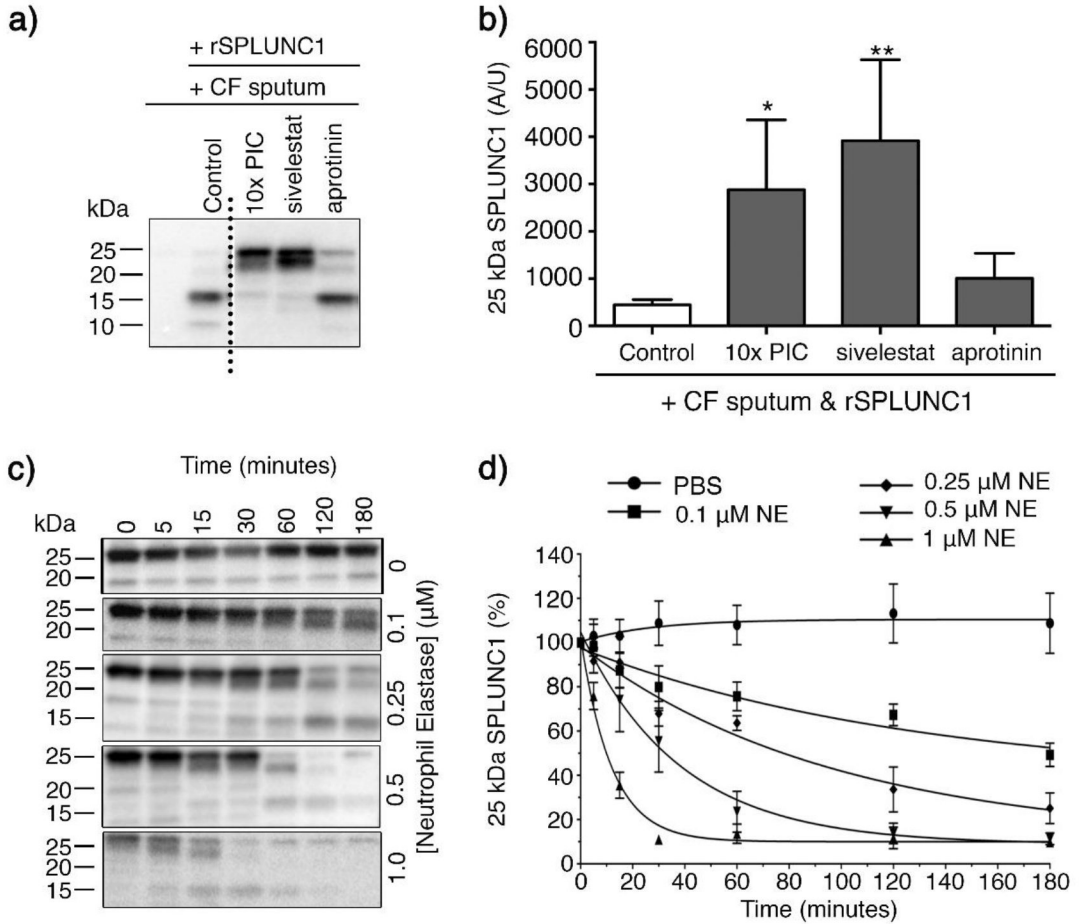 a)
+ rSPLUNC1
+ CF sputum
Control
10x PIC
sivelestat
aprotinin
kDa
25
20
15
10
b)
25 kDa SPLUNC1 (A/U)
6000
5000
4000
3000
2000
1000
0
*
**
Control 10x PIC sivelestat aprotinin
+ CF sputum & rSPLUNC1
c)
Time (minutes)
kDa
0 5 15 30 60 120 180
25
20
0
25
20
0.1
25
20
15
0.25
25
20
15
0.5
25
20
15
1.0
[Neutrophil Elastase] (µM)
d)
PBS
0.1 µM NE
0.25 µM NE
0.5 µM NE
1 µM NE
25 kDa SPLUNC1 (%)
140
120
100
80
60
40
20
0
0 20 40 60 80 100 120 140 160 180
Time (minutes)